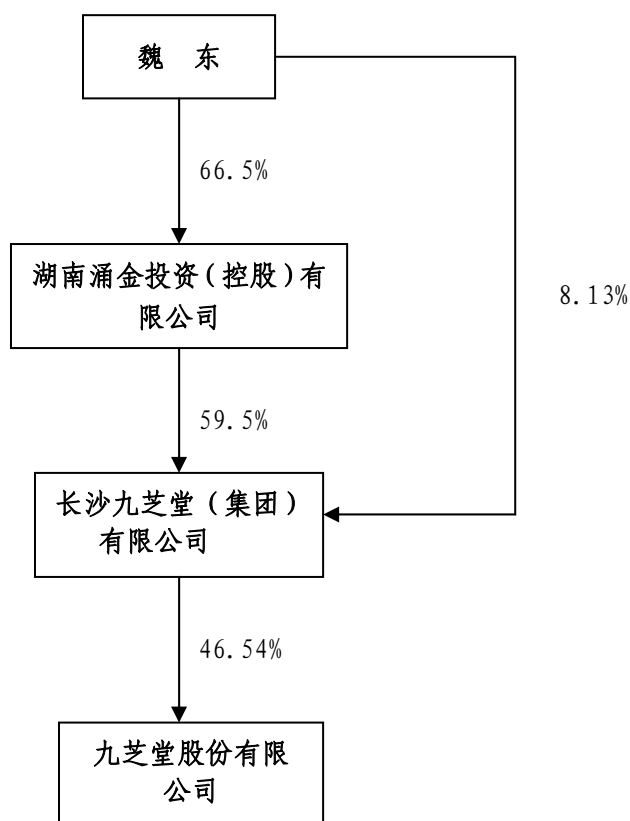 魏 东
66.5%
湖南涌金投资(控股)有
限公司
8.13%
59.5%
长沙九芝堂(集团)
有限公司
46.54%
九芝堂股份有限
公司